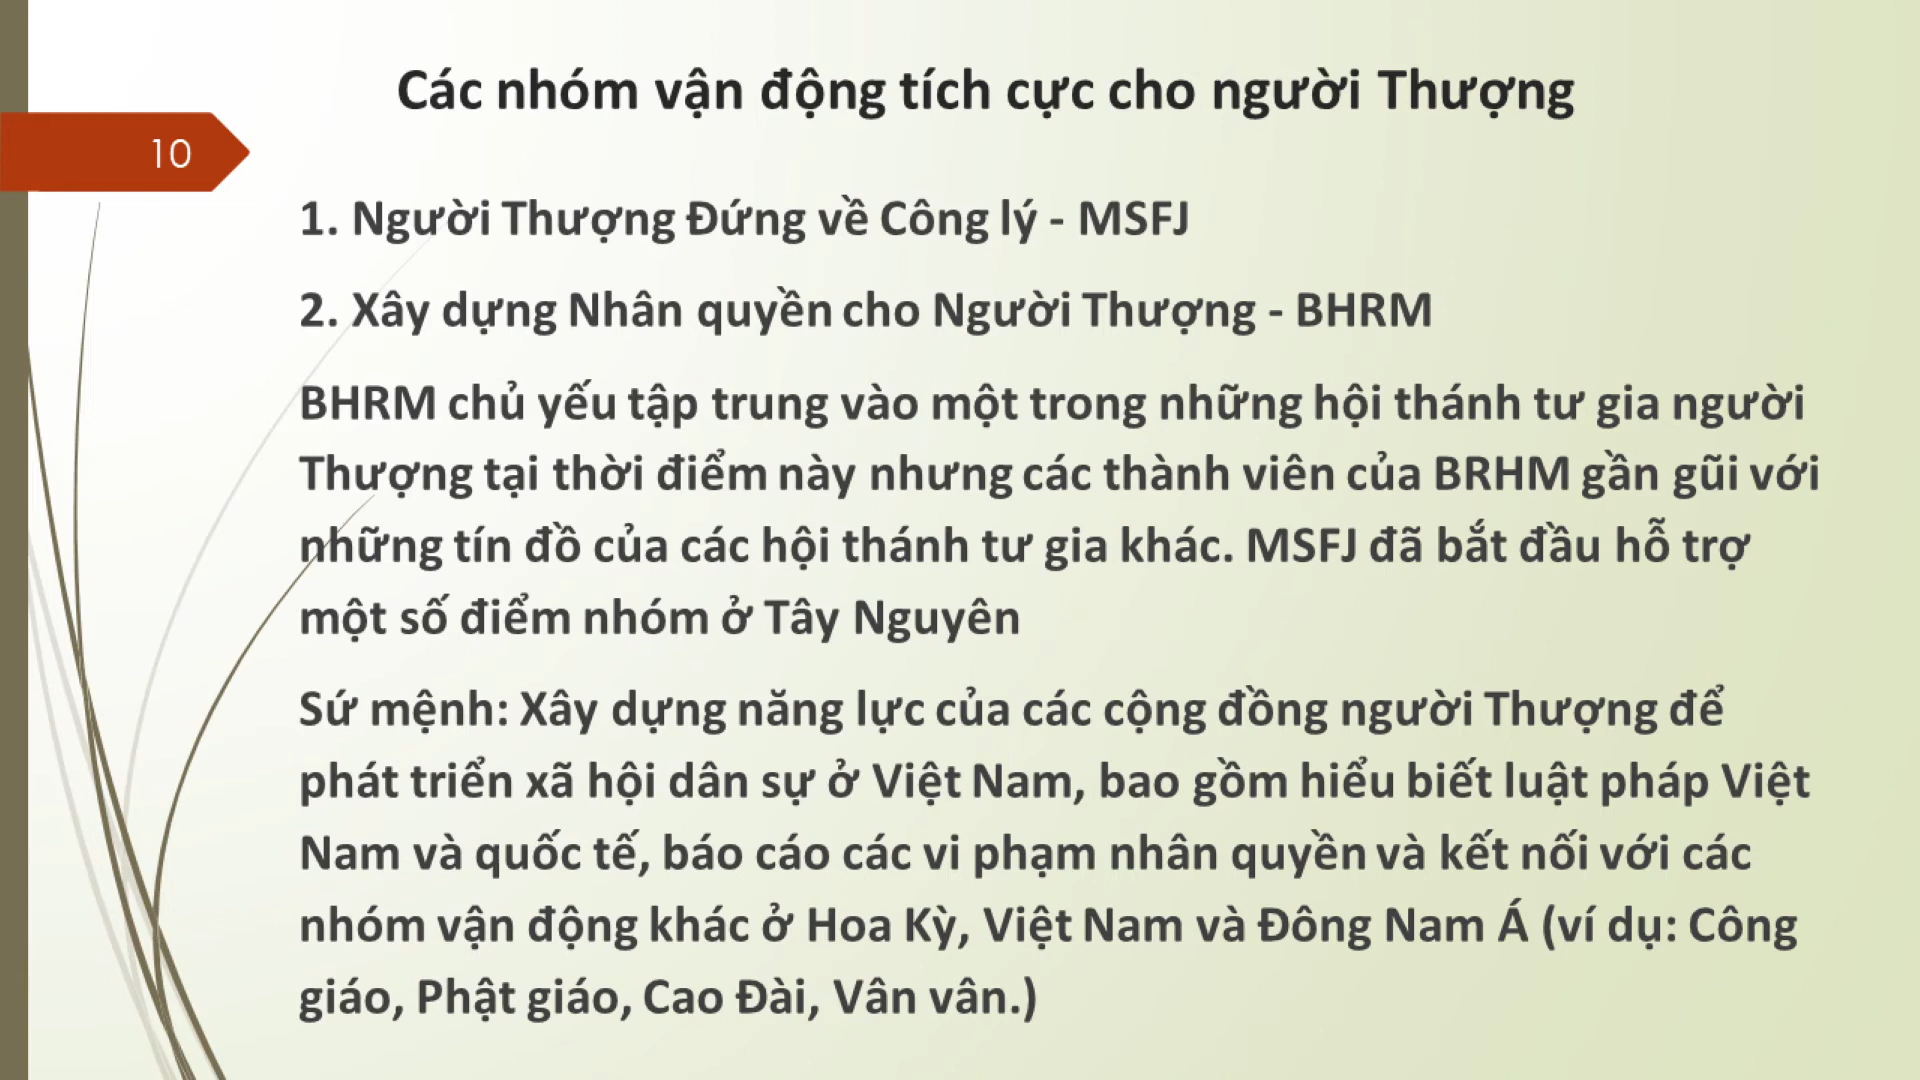 Các nhóm vận động tích cực cho người Thượng
10
1. Người Thượng Đứng về Công lý - MSFJ
2. Xây dựng Nhân quyền cho Người Thượng - BHRM
BHRM chủ yếu tập trung vào một trong những hội thánh tư gia người
Thượng tại thời điểm này nhưng các thành viên của BRHM gần gũi với
những tín đồ của các hội thánh tư gia khác. MSFJ đã bắt đầu hỗ trợ
một số điểm nhóm ở Tây Nguyên
Sứ mệnh: Xây dựng năng lực của các cộng đồng người Thượng để
phát triển xã hội dân sự ở Việt Nam, bao gồm hiểu biết luật pháp Việt
Nam và quốc tế, báo cáo các vi phạm nhân quyền và kết nối với các
nhóm vận động khác ở Hoa Kỳ, Việt Nam và Đông Nam Á (ví dụ: Công
giáo, Phật giáo, Cao Đài, Vân vân.)